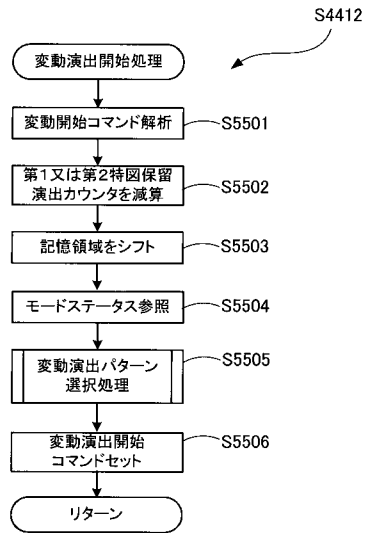 S4412
変動演出開始処理
変動開始コマンド解析
S5501
第1又は第2特図保留
演出カウンタを減算
S5502
記憶領域をシフト
S5503
モードステータス参照
S5504
変動演出パターン
選択処理
S5505
変動演出開始
コマンドセット
S5506
リターン